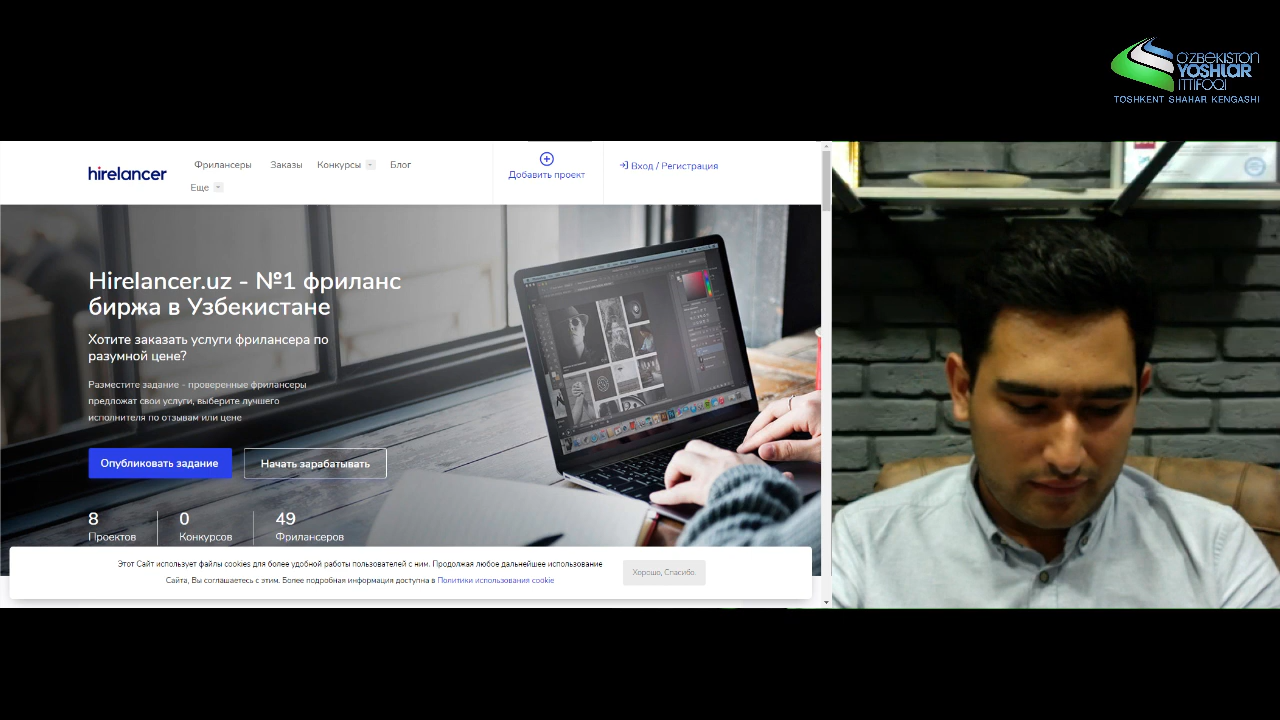 O'ZBEKISTON
YOSHLAR
ITTIFOQI
TOSHKENT SHAHAR KENGASHI
hirelancer
Фрилансеры Заказы Конкурсы Блог
Еще
Добавить проект
Вход / Регистрация
Hirelancer.uz - №1 фриланс
биржа в Узбекистане
Хотите заказать услуги фрилансера по
разумной цене?
Разместите задание - проверенные фрилансеры
предложат свои услуги, выберите лучшего
исполнителя по отзывам или цене
Опубликовать задание
Начать зарабатывать
8 0 49
Проектов Конкурсов Фрилансеров
Этот Сайт использует файлы cookies для более удобной работы пользователей с ним. Продолжая любое дальнейшее использование
Сайта, Вы соглашаетесь с этим. Более подробная информация доступна в Политики использования cookie
Хорошо, Спасибо.